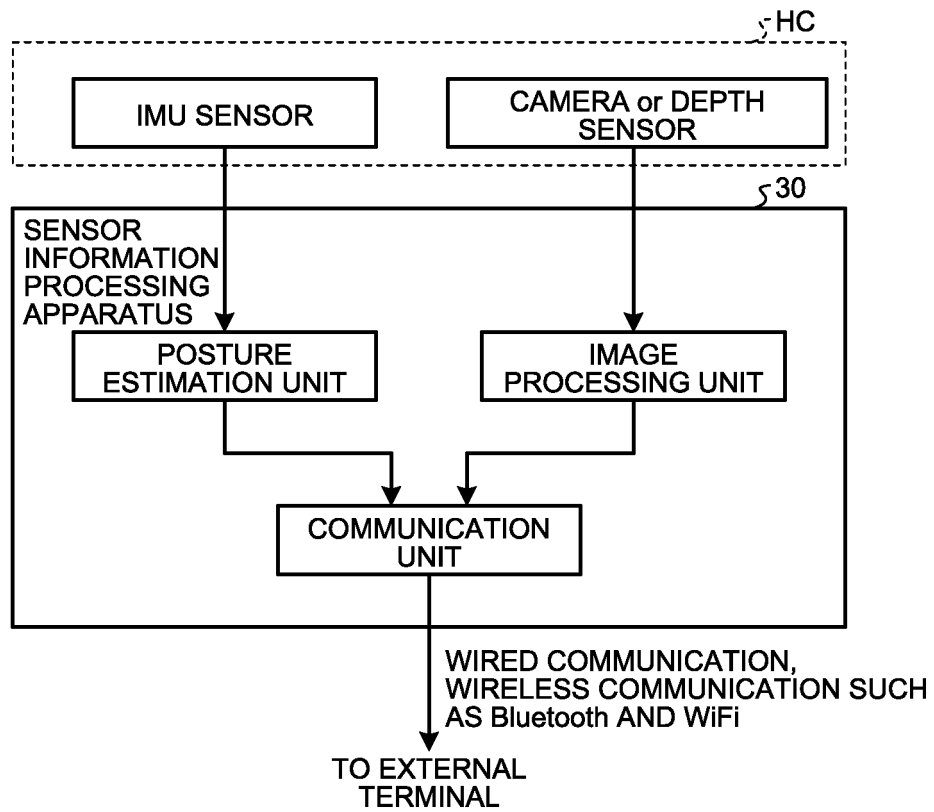 HC
IMU SENSOR
CAMERA or DEPTH
SENSOR
30
SENSOR
INFORMATION
PROCESSING
APPARATUS
POSTURE
ESTIMATION UNIT
IMAGE
PROCESSING UNIT
COMMUNICATION
UNIT
WIRED COMMUNICATION,
WIRELESS COMMUNICATION SUCH
AS Bluetooth AND WiFi
TO EXTERNAL
TERMINAL